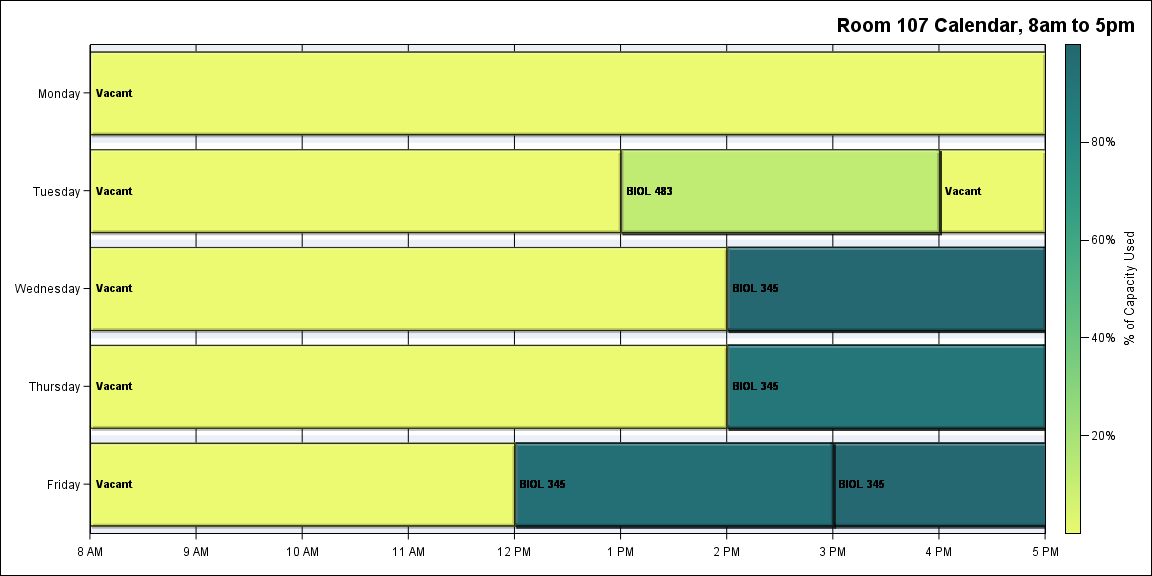 Room 107 Calendar, 8am to 5pm
Monday
Vacant
Tuesday
Vacant
BIOL 483
Vacant
Wednesday
Vacant
BIOL 345
Thursday
Vacant
BIOL 345
Friday
Vacant
BIOL 345
BIOL 345
8 AM
9 AM
10 AM
11 AM
12 PM
1 PM
2 PM
3 PM
4 PM
5 PM
80%
60%
40%
20%
% of Capacity Used